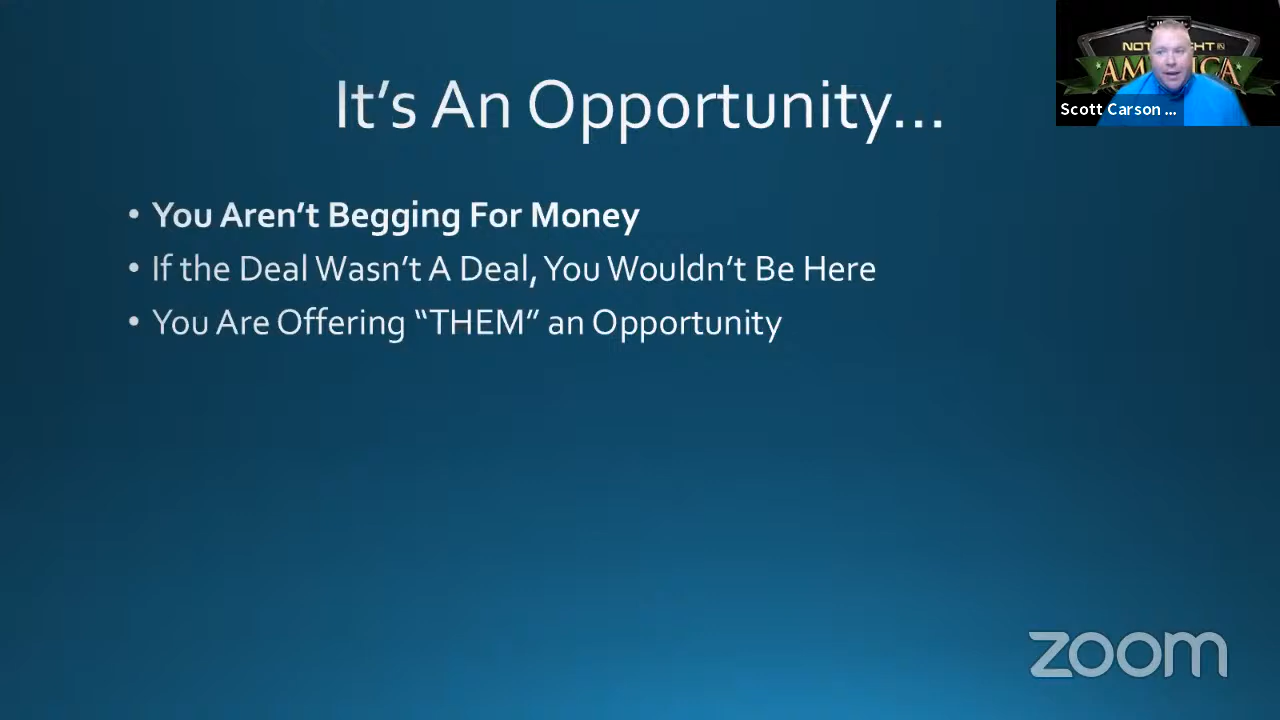 It's An Opportunity...
• You Aren't Begging For Money
• If the Deal Wasn't A Deal, You Wouldn't Be Here
• You Are Offering “THEM” an Opportunity
AMERICA
Scott Carson ...
zoom